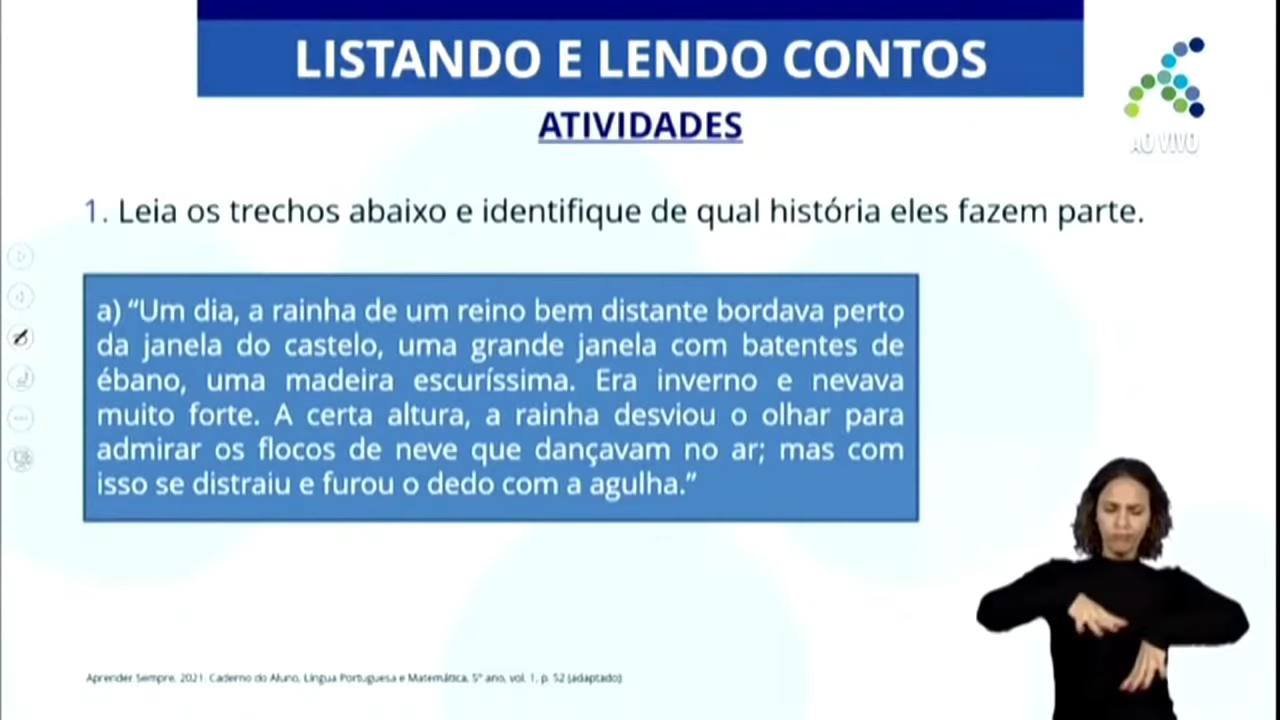 LISTANDO E LENDO CONTOS
AO VIVO
ATIVIDADES
1. Leia os trechos abaixo e identifique de qual história eles fazem parte.
a) “Um dia, a rainha de um reino bem distante bordava perto
da janela do castelo, uma grande janela com batentes de
ébano, uma madeira escuríssima. Era inverno e nevava
muito forte. A certa altura, a rainha desviou o olhar para
admirar os flocos de neve que dançavam no ar; mas com
isso se distraiu e furou o dedo com a agulha.”
Aprender Sempre, 2021. Caderno do Aluno, Língua Portuguesa e Matemática, 5º ano, vol. 1, p. 52 (adaptado)